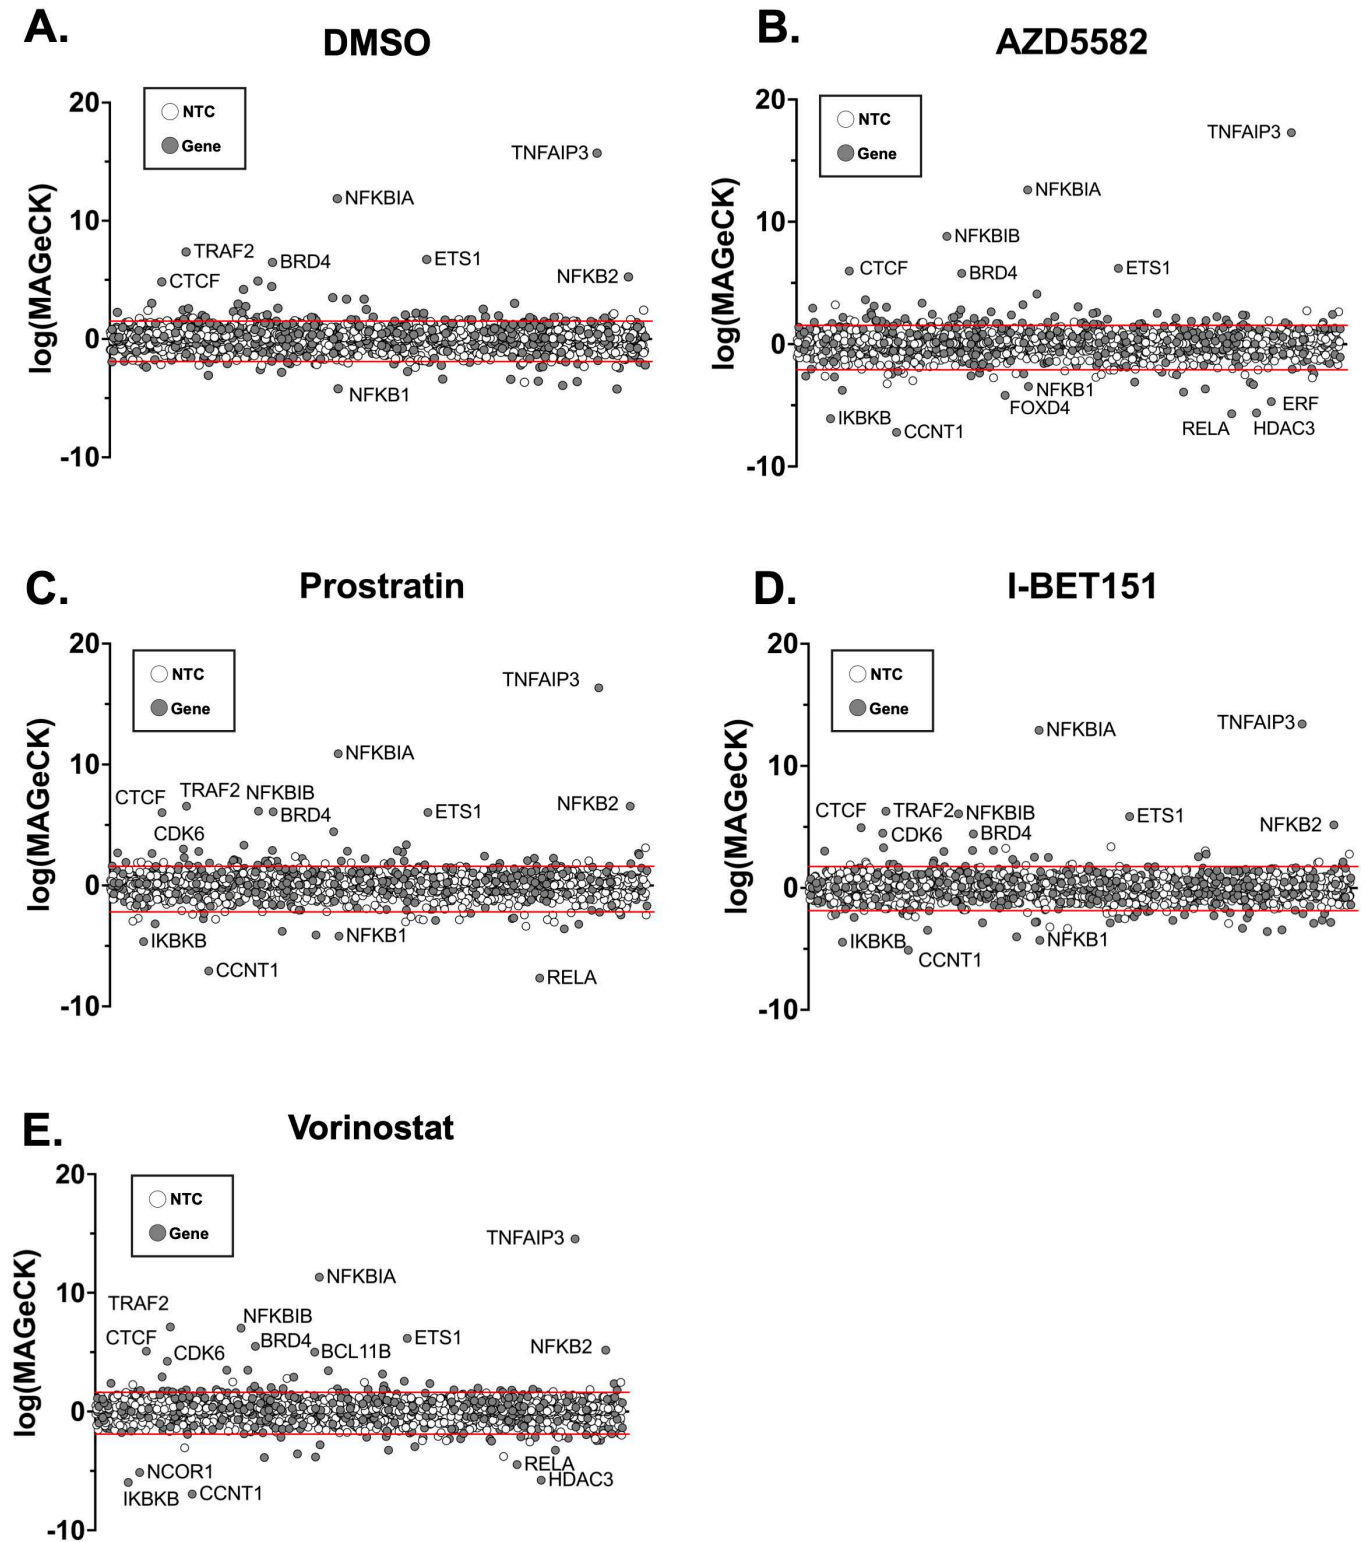 A.
DMSO
20
10
0
-10
log(MAGeCK)
NTC
Gene
TNFAIP3
NFKBIA
TRAF2
BRD4
ETS1
CTCF
NFKB2
NFKB1
B.
AZD5582
20
10
0
-10
log(MAGeCK)
NTC
Gene
TNFAIP3
NFKBIA
NFKBIB
CTCF
BRD4
ETS1
NFKB1
FOXD4
ERF
IKBKB
CCNT1
RELA
HDAC3
C.
Prostratin
20
10
0
-10
log(MAGeCK)
NTC
Gene
TNFAIP3
NFKBIA
CTCF
TRAF2
NFKBIB
BRD4
ETS1
NFKB2
CDK6
IKBKB
NFKB1
CCNT1
RELA
D.
I-BET151
20
10
0
-10
log(MAGeCK)
NTC
Gene
NFKBIA
TNFAIP3
CTCF
TRAF2
NFKBIB
ETS1
NFKB2
CDK6
BRD4
IKBKB
NFKB1
CCNT1
E.
Vorinostat
20
10
0
-10
log(MAGeCK)
NTC
Gene
TNFAIP3
NFKBIA
TRAF2
NFKBIB
CTCF
BRD4
ETS1
NFKB2
CDK6
BCL11B
NCOR1
RELA
HDAC3
IKBKB
CCNT1